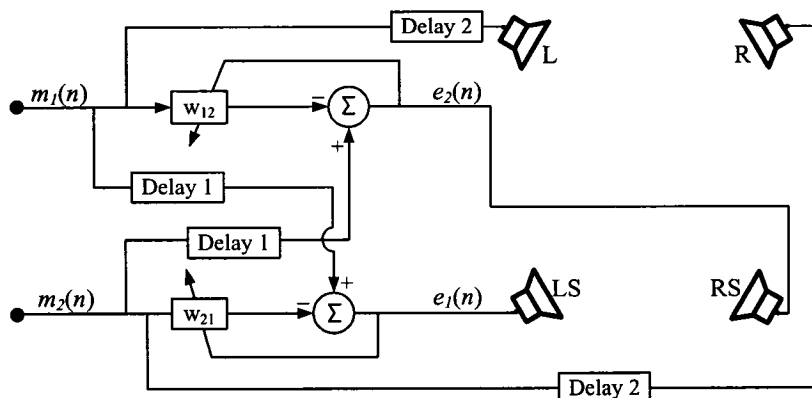 Delay 2
L
R
m₁(n)
w₁₂
−
Σ
e₂(n)
+
Delay 1
Delay 1
m₂(n)
w₂₁
−
+
Σ
e₁(n)
LS
RS
Delay 2